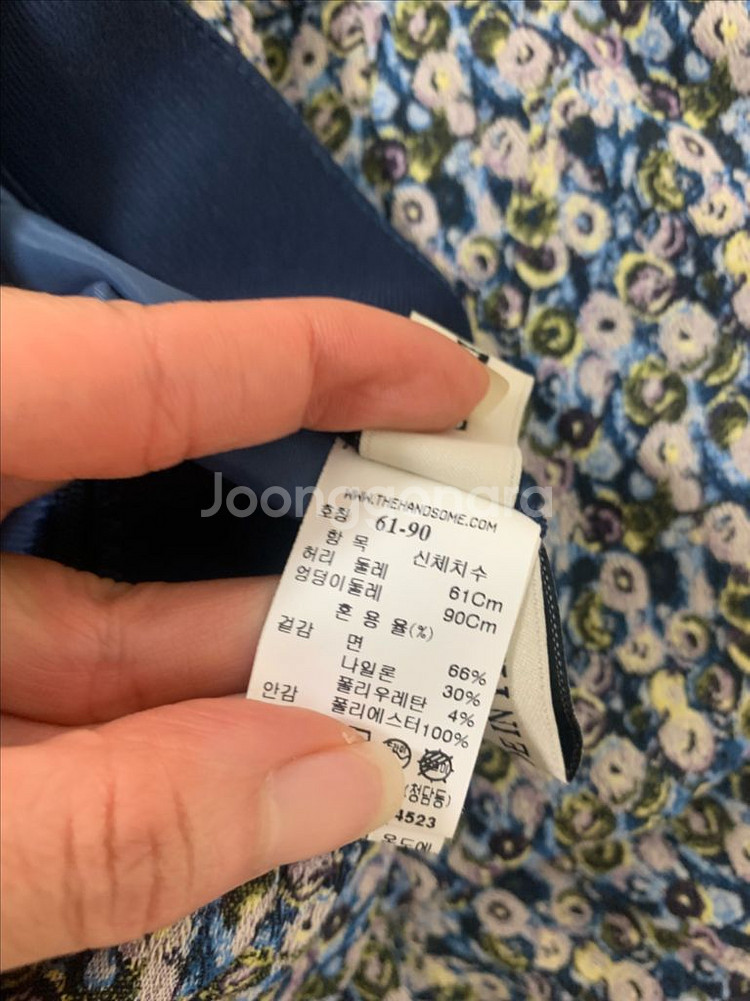 Joonggonara
WWW.THEHANDSOME.COM
호칭 61-90
항 목 신체치수
허리 둘레 61Cm
엉덩이둘레 90Cm
혼 용 율(%)
겉감 면 66%
나일론 30%
폴리우레탄 4%
안감 폴리에스터100%
(청담동)
4523